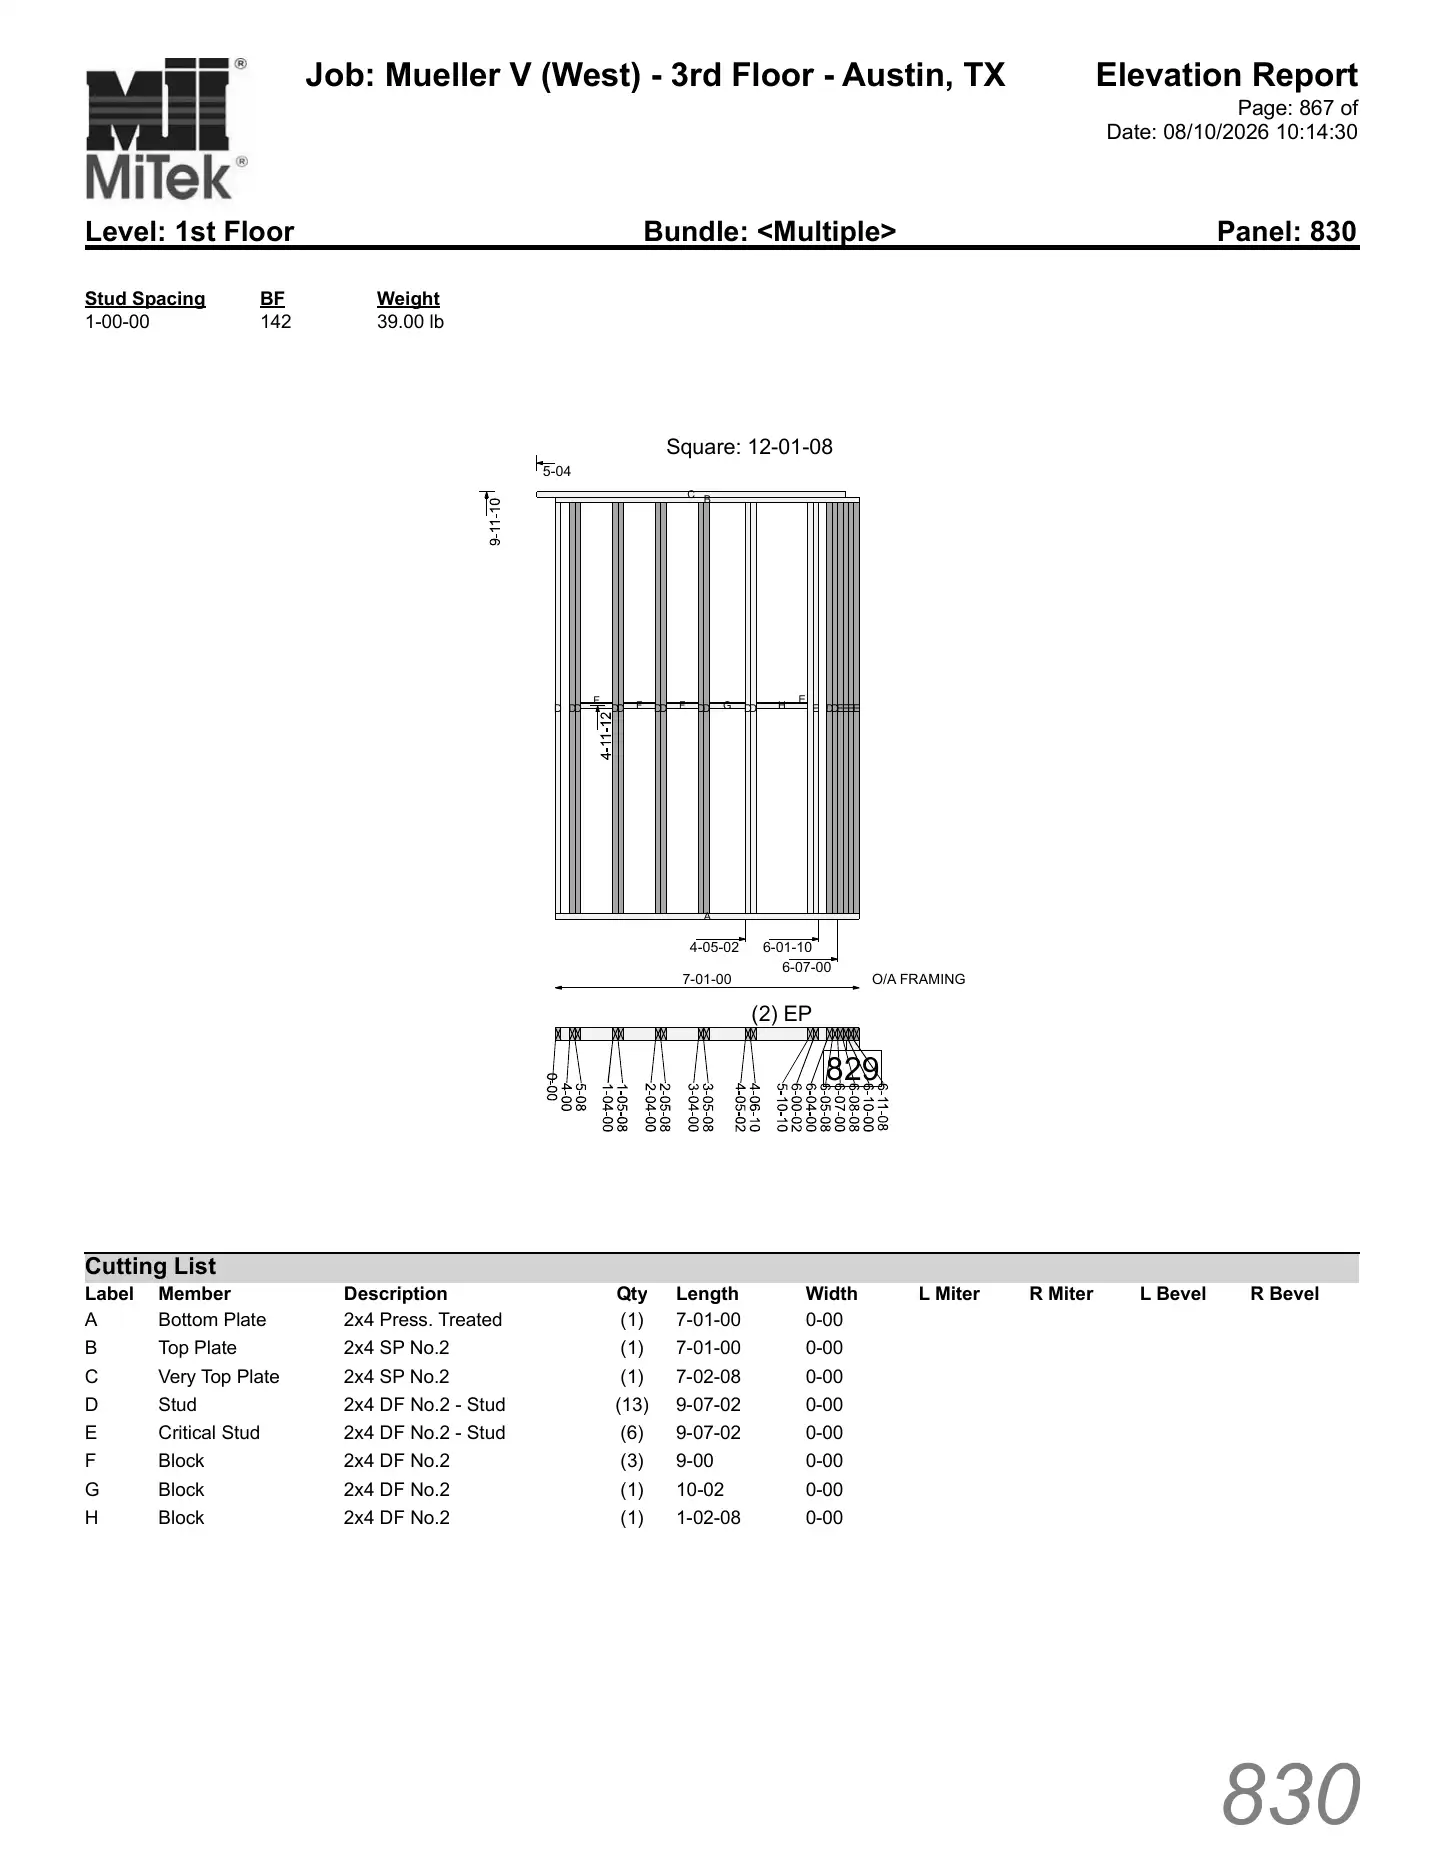 Job: Mueller V (West) - 3rd Floor - Austin, TX
Elevation Report
Page: 867 of
Date: 08/10/2026 10:14:30
MiTek®
Level: 1st Floor Bundle: <Multiple> Panel: 830
Stud Spacing BF Weight
1-00-00 142 39.00 lb
Square: 12-01-08
5-04
9-11-10
C
B
F F F G H E
D D D D D D D D D D D E D D
4-11-12
A
4-05-02 6-01-10
6-07-00
7-01-00 O/A FRAMING
(2) EP
829
0-00 4-00 5-08 1-04-00 1-05-08 2-04-00 2-05-08 3-04-00 3-05-08 4-05-02 4-06-10 5-10-10 6-00-02 6-04-00 6-05-08 6-07-00 6-08-08 6-10-00 6-11-08
Cutting List
Label Member Description Qty Length Width L Miter R Miter L Bevel R Bevel
A Bottom Plate 2x4 Press. Treated (1) 7-01-00 0-00
B Top Plate 2x4 SP No.2 (1) 7-01-00 0-00
C Very Top Plate 2x4 SP No.2 (1) 7-02-08 0-00
D Stud 2x4 DF No.2 - Stud (13) 9-07-02 0-00
E Critical Stud 2x4 DF No.2 - Stud (6) 9-07-02 0-00
F Block 2x4 DF No.2 (3) 9-00 0-00
G Block 2x4 DF No.2 (1) 10-02 0-00
H Block 2x4 DF No.2 (1) 1-02-08 0-00
830